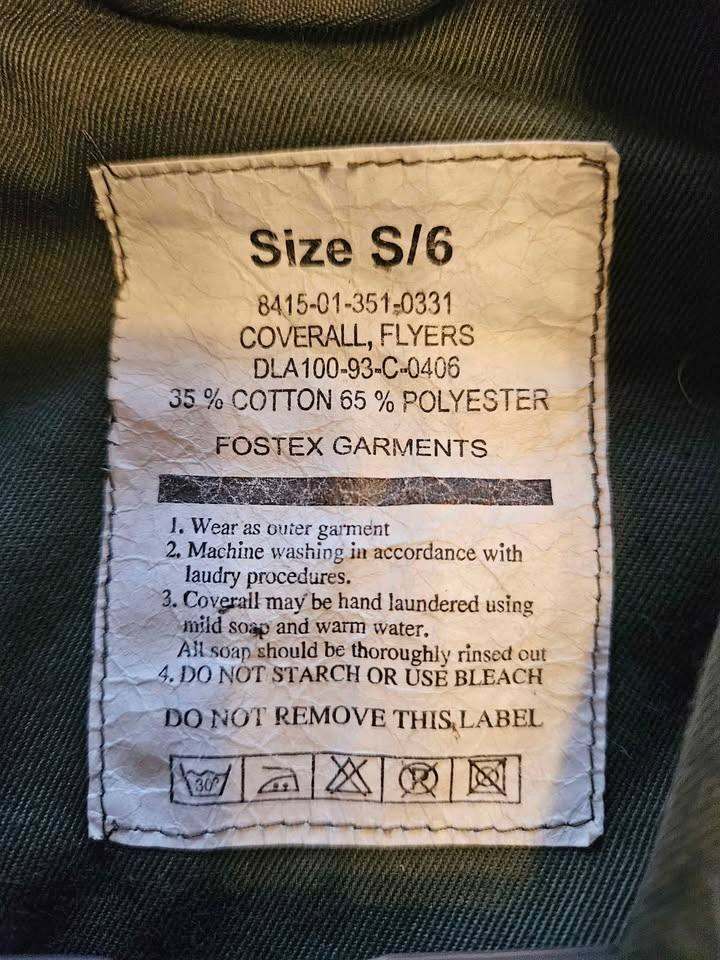 Size S/6
8415-01-351-0331
COVERALL, FLYERS
DLA100-93-C-0406
35 % COTTON 65 % POLYESTER
FOSTEX GARMENTS
1. Wear as outer garment
2. Machine washing in accordance with
laudry procedures.
3. Coverall may be hand laundered using
mild soap and warm water.
All soap should be thoroughly rinsed out
4. DO NOT STARCH OR USE BLEACH
DO NOT REMOVE THIS LABEL
30° P